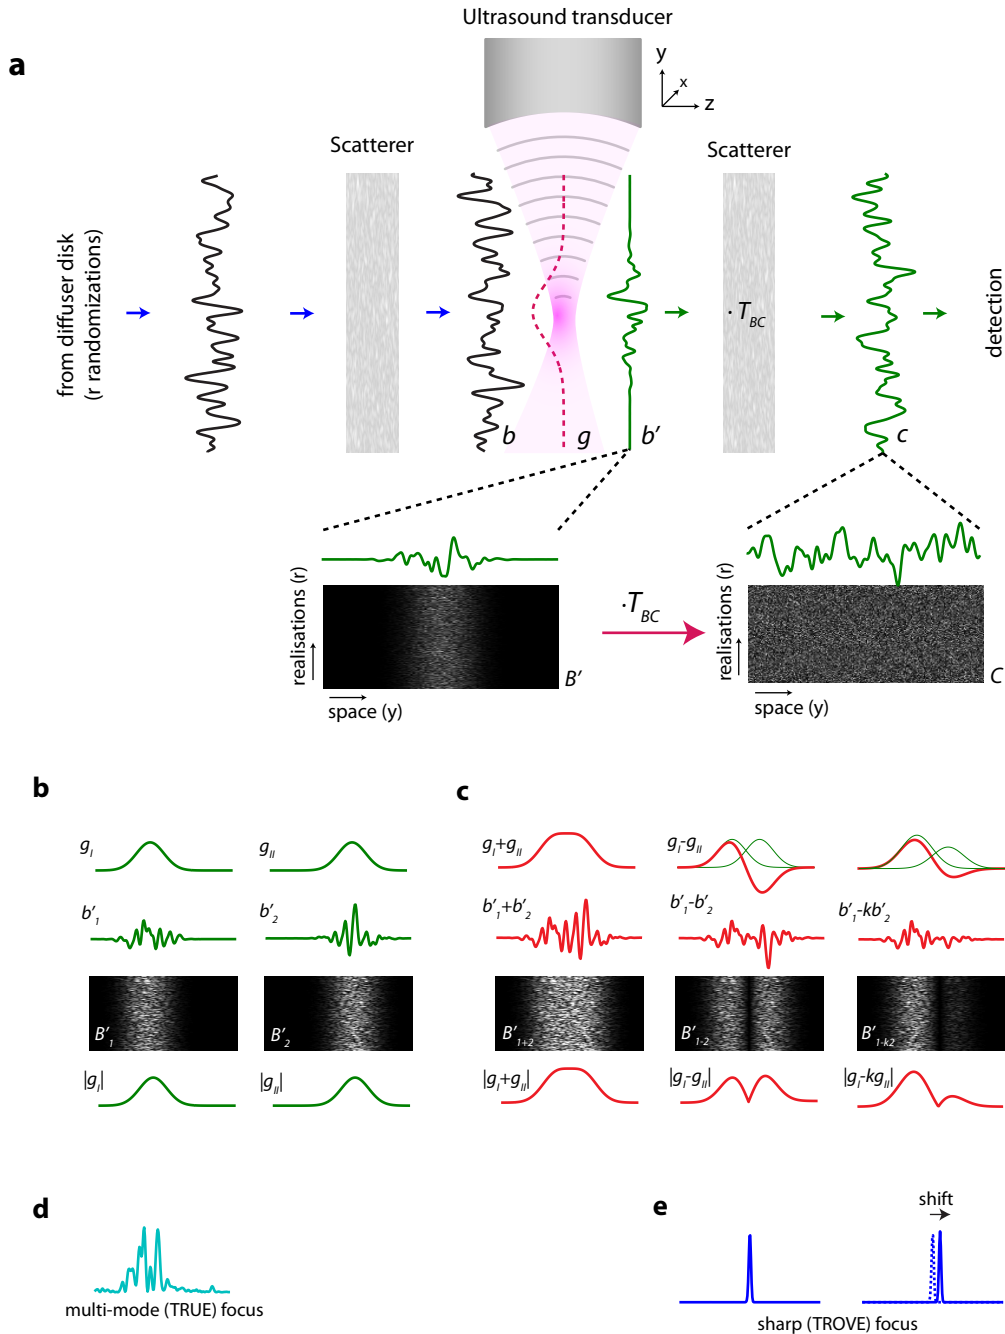 Ultrasound transducer
a
y
x
z
Scatterer
Scatterer
from diffuser disk
(r randomizations)
· T_BC
detection
b
g
b′
c
realisations (r)
·T_BC
realisations (r)
B′
C
space (y)
space (y)
b
c
g_I
g_II
g_I+g_II
g_I-g_II
b′_1
b′_2
b′_1+b′_2
b′_1-b′_2
b′_1-kb′_2
B′_1
B′_2
B′_1+2
B′_1-2
B′_1-k2
|g_I|
|g_II|
|g_I+g_II|
|g_I-g_II|
|g_I-kg_II|
d
e
shift
multi-mode (TRUE) focus
sharp (TROVE) focus